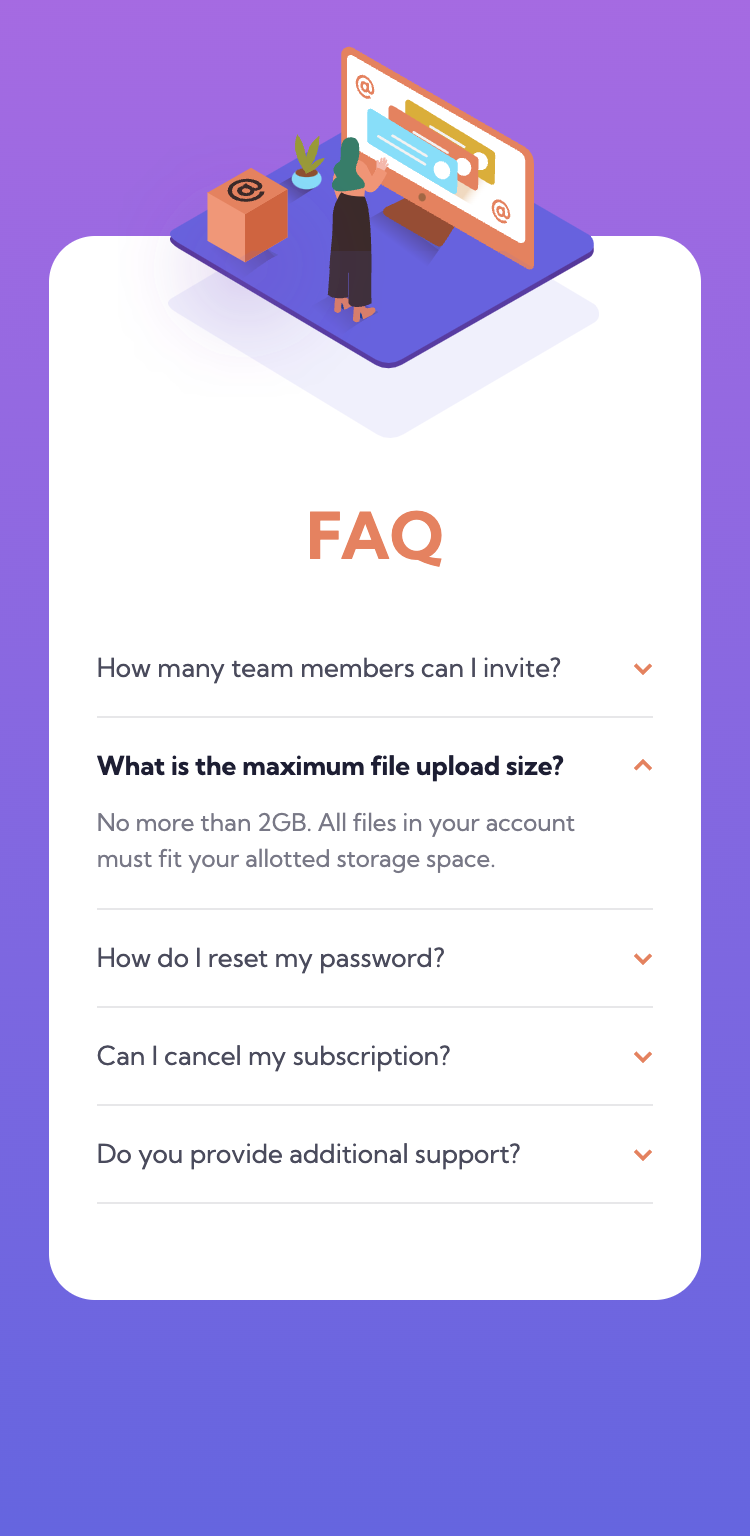 @
@
@
FAQ
How many team members can I invite?
What is the maximum file upload size?
No more than 2GB. All files in your account
must fit your allotted storage space.
How do I reset my password?
Can I cancel my subscription?
Do you provide additional support?